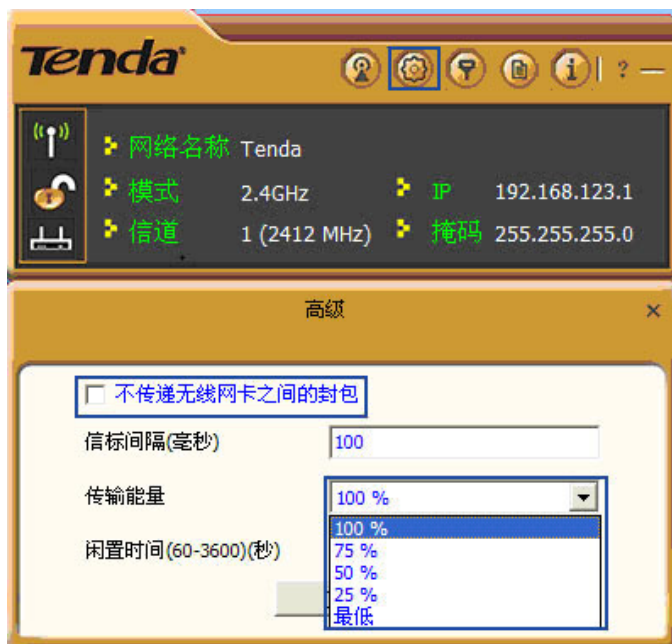 Tenda
? —
网络名称 Tenda
模式 2.4GHz IP 192.168.123.1
信道 1 (2412 MHz) 掩码 255.255.255.0
高级 ×
不传递无线网卡之间的封包
信标间隔(毫秒) 100
传输能量 100 %
100 %
75 %
闲置时间(60-3600)(秒) 50 %
25 %
最低